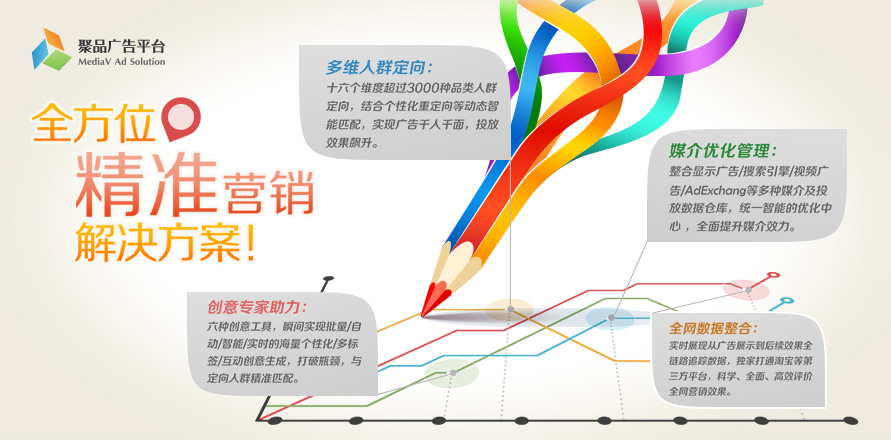 聚品广告平台
MediaV Ad Solution
全方位
精准营销
解决方案！
多维人群定向：
十六个维度超过3000种品类人群
定向，结合个性化重定向等动态智
能匹配，实现广告千人千面，投放
效果飙升。
媒介优化管理：
整合显示广告/搜索引擎/视频广
告/AdExchang等多种媒介及投
放数据仓库，统一智能的优化中
心 ，全面提升媒介效力。
创意专家助力：
六种创意工具，瞬间实现批量/自
动/智能/实时的海量个性化/多标
签/互动创意生成，打破瓶颈，与
定向人群精准匹配。
全网数据整合：
实时展现从广告展示到后续效果全
链路追踪数据，独家打通淘宝等第
三方平台，科学、全面、高效评价
全网营销效果。